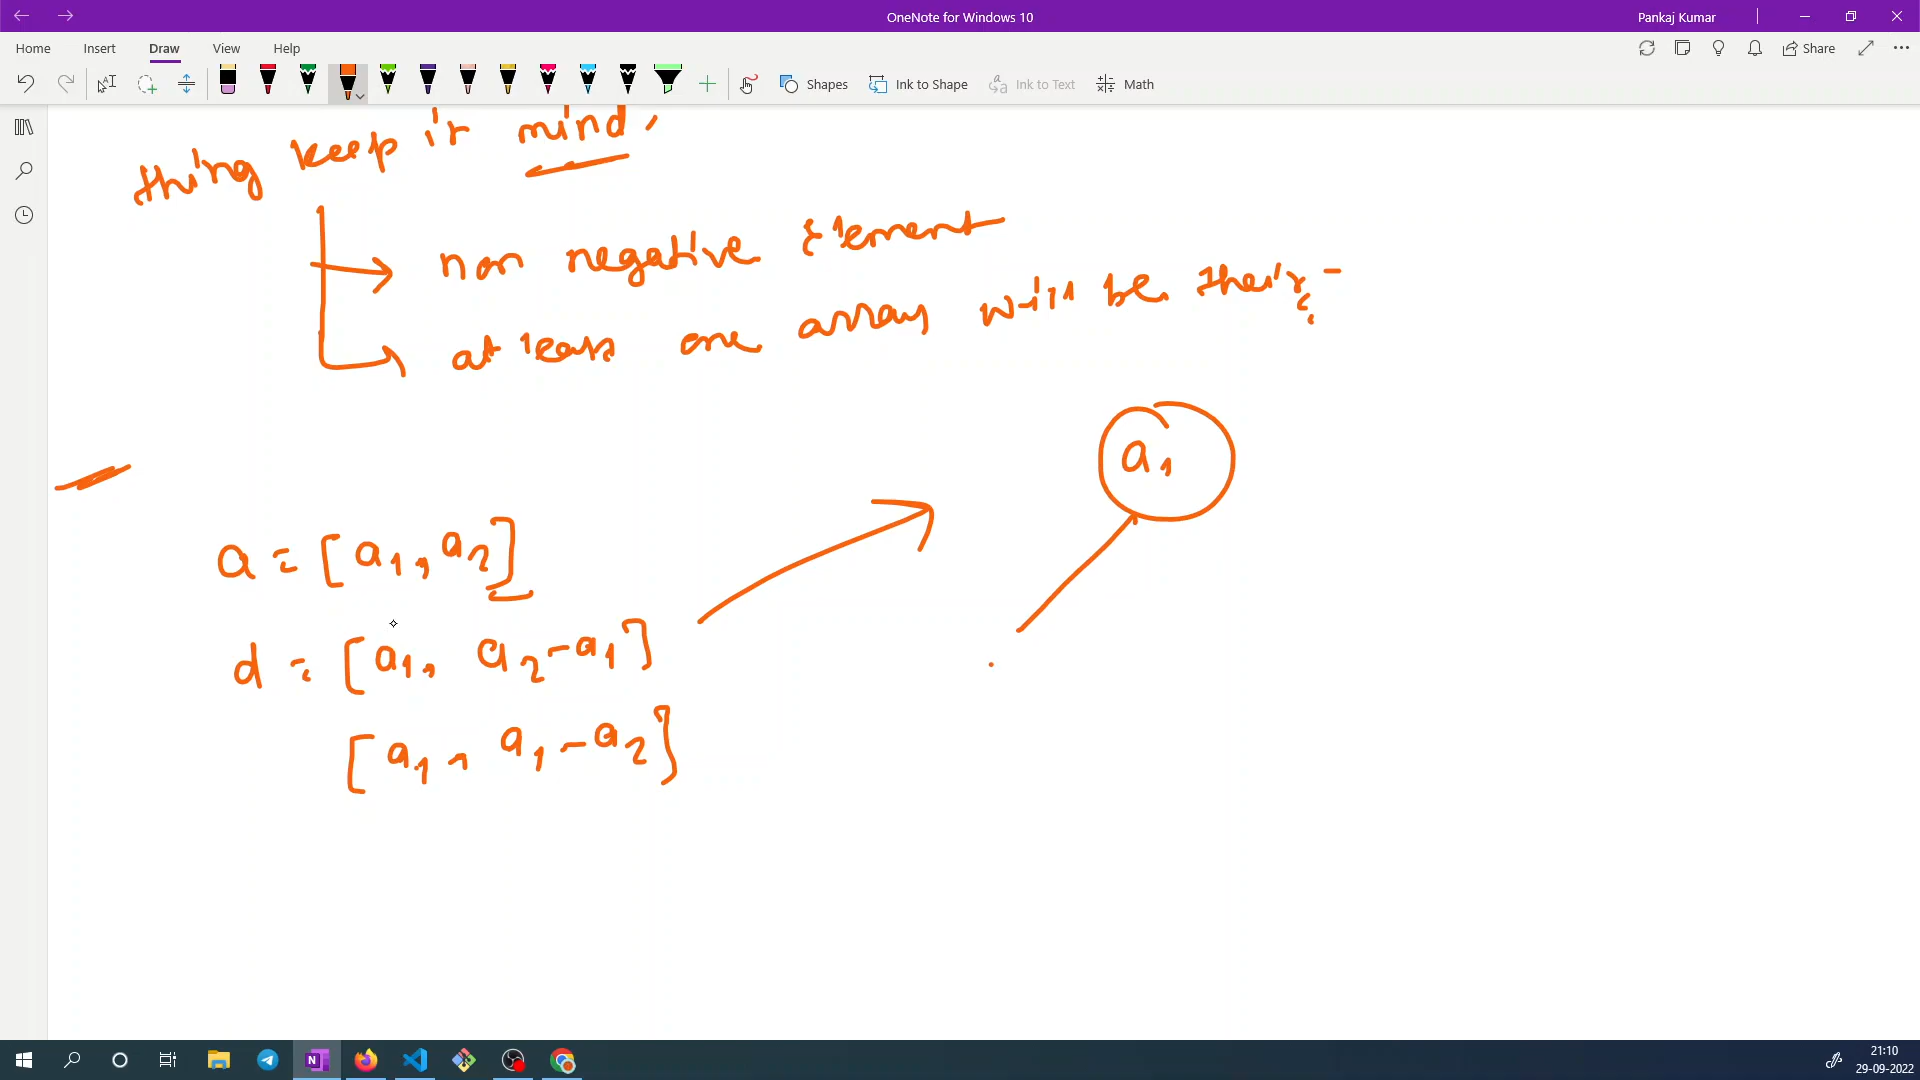 OneNote for Windows 10
Pankaj Kumar
Home Insert Draw View Help
Share
Shapes Ink to Shape Ink to Text Math
thing keep in mind,
non negative Element
at least one array will be their
a1
a = [a1, a2]
d = [a1, a2-a1]
[a1, a1-a2]
21:10
29-09-2022